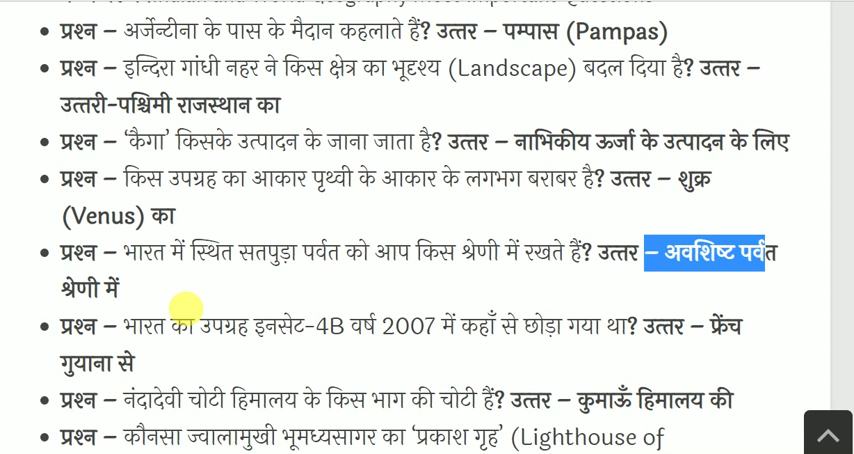 • प्रश्न – अर्जेन्टीना के पास के मैदान कहलाते हैं? उत्तर – पम्पास (Pampas)
• प्रश्न – इन्दिरा गांधी नहर ने किस क्षेत्र का भूदृश्य (Landscape) बदल दिया है? उत्तर –
उत्तरी-पश्चिमी राजस्थान का
• प्रश्न – ‘कैगा’ किसके उत्पादन के जाना जाता है? उत्तर – नाभिकीय ऊर्जा के उत्पादन के लिए
• प्रश्न – किस उपग्रह का आकार पृथ्वी के आकार के लगभग बराबर है? उत्तर – शुक्र
(Venus) का
• प्रश्न – भारत में स्थित सतपुड़ा पर्वत को आप किस श्रेणी में रखते हैं? उत्तर – अवशिष्ट पर्वत
श्रेणी में
• प्रश्न – भारत का उपग्रह इनसेट-4B वर्ष 2007 में कहाँ से छोड़ा गया था? उत्तर – फ्रेंच
गुयाना से
• प्रश्न – नंदादेवी चोटी हिमालय के किस भाग की चोटी हैं? उत्तर – कुमाऊँ हिमालय की
• प्रश्न – कौनसा ज्वालामुखी भूमध्यसागर का ‘प्रकाश गृह’ (Lighthouse of